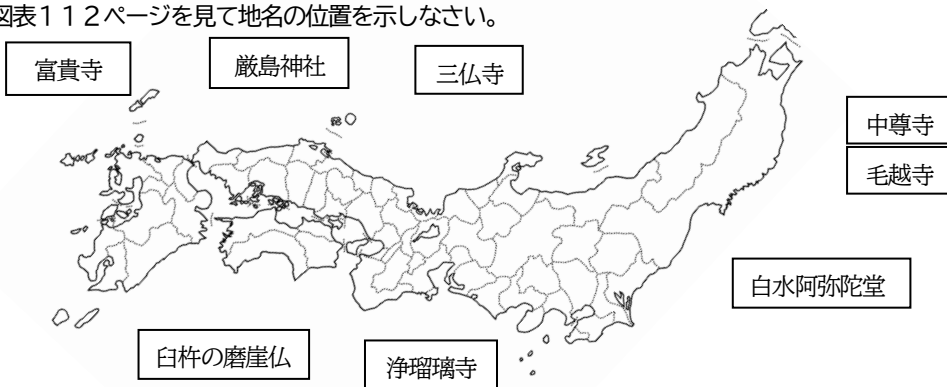 図表112ページを見て地名の位置を示しなさい。
富貴寺
厳島神社
三仏寺
中尊寺
毛越寺
白水阿弥陀堂
臼杵の磨崖仏
浄瑠璃寺